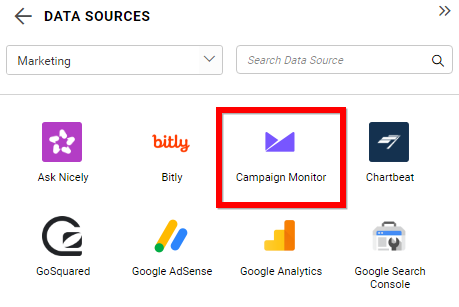 DATA SOURCES
Marketing
Search Data Source
bitly
Ask Nicely
Bitly
Campaign Monitor
Chartbeat
GoSquared
Google AdSense
Google Analytics
Google Search
Console